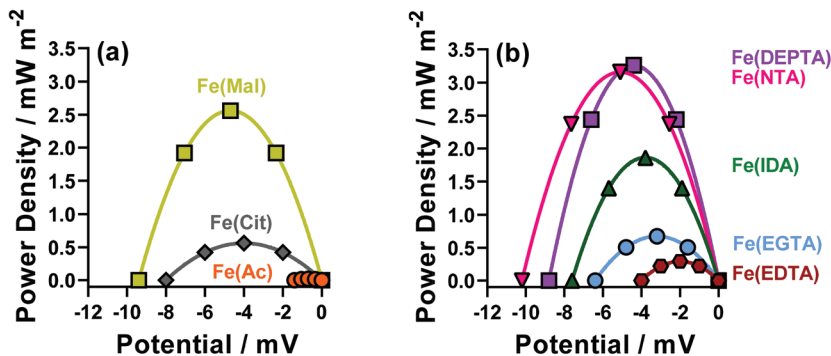 (a)
Power Density / mW m-2
3.5
3.0
2.5
2.0
1.5
1.0
0.5
0.0
Fe(Mal)
Fe(Cit)
Fe(Ac)
-12 -10 -8 -6 -4 -2 0
Potential / mV
(b)
Power Density / mW m-2
3.5
3.0
2.5
2.0
1.5
1.0
0.5
0.0
Fe(DEPTA)
Fe(NTA)
Fe(IDA)
Fe(EGTA)
Fe(EDTA)
-12 -10 -8 -6 -4 -2 0
Potential / mV